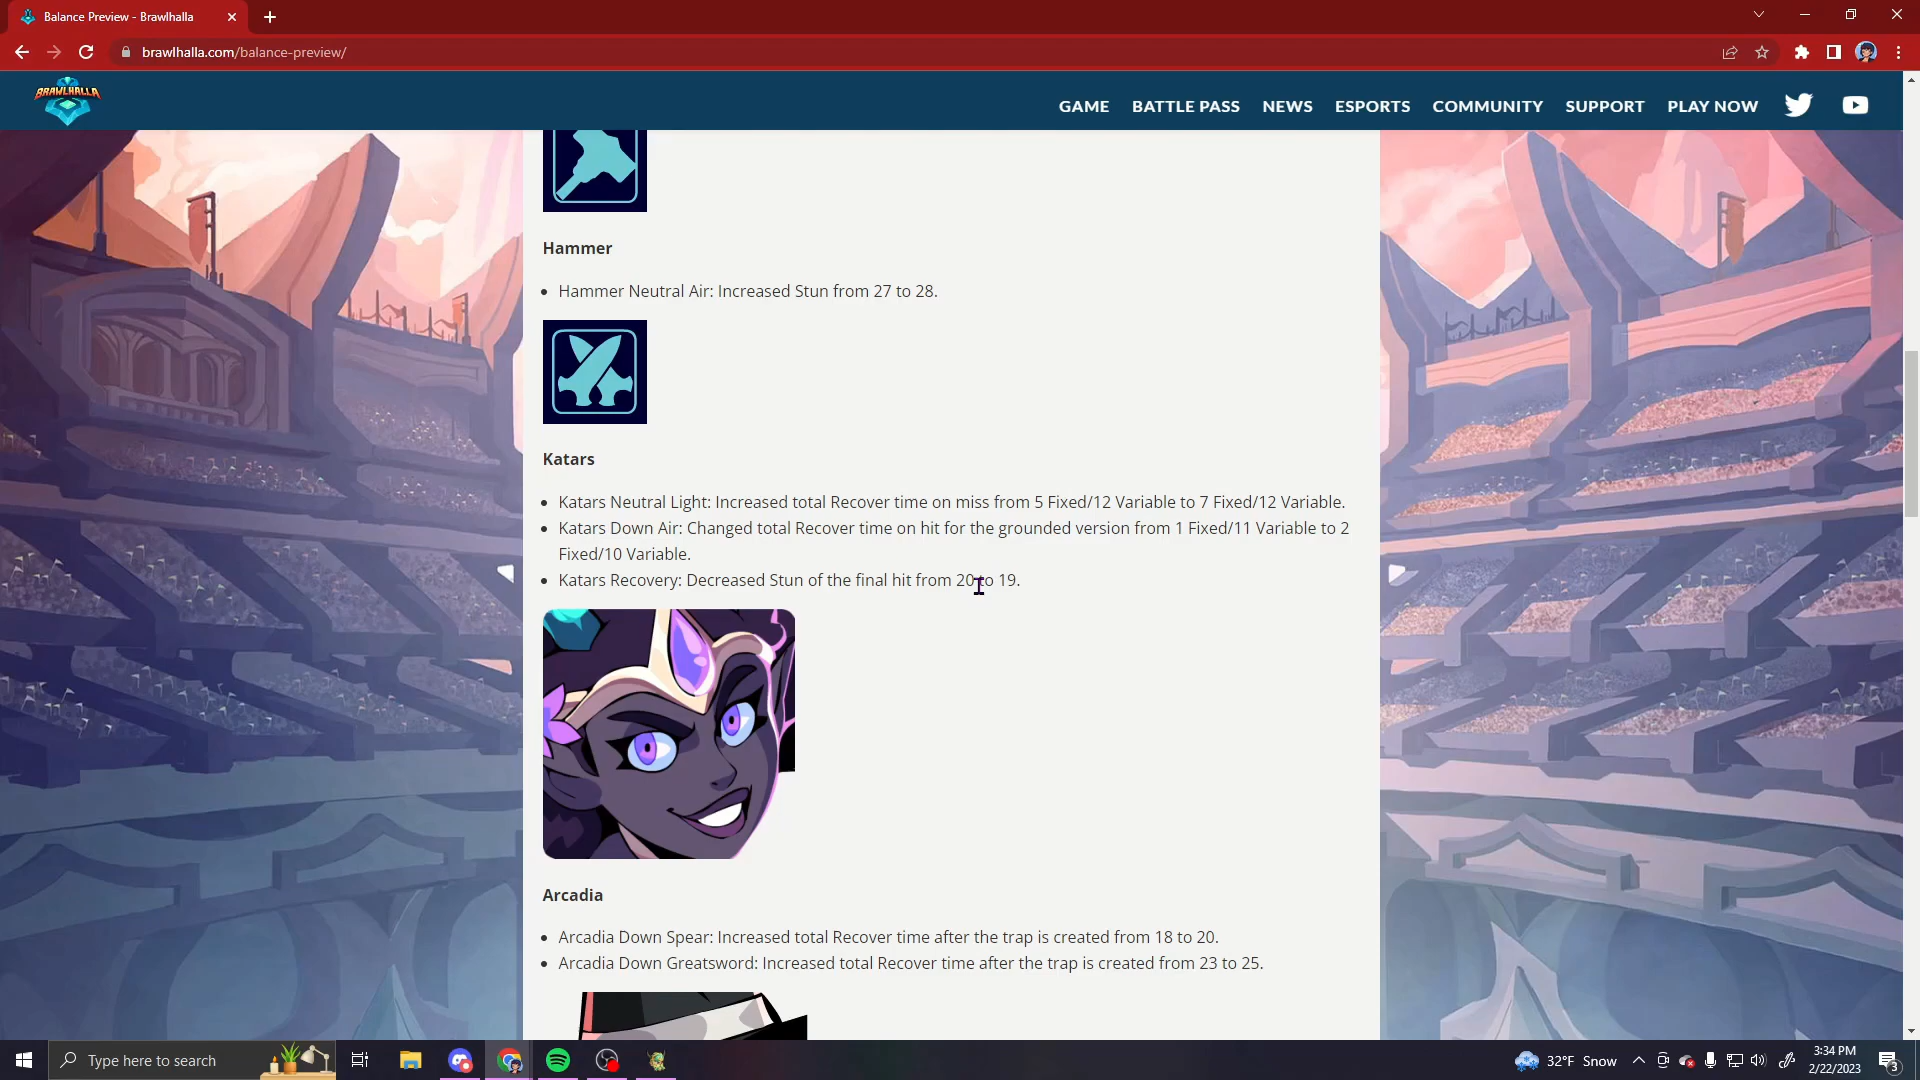 Balance Preview - Brawlhalla
brawlhalla.com/balance-preview/
BRAWLHALLA
GAME BATTLE PASS NEWS ESPORTS COMMUNITY SUPPORT PLAY NOW
Hammer
Hammer Neutral Air: Increased Stun from 27 to 28.
Katars
Katars Neutral Light: Increased total Recover time on miss from 5 Fixed/12 Variable to 7 Fixed/12 Variable.
Katars Down Air: Changed total Recover time on hit for the grounded version from 1 Fixed/11 Variable to 2
Fixed/10 Variable.
Katars Recovery: Decreased Stun of the final hit from 20 to 19.
Arcadia
Arcadia Down Spear: Increased total Recover time after the trap is created from 18 to 20.
Arcadia Down Greatsword: Increased total Recover time after the trap is created from 23 to 25.
Type here to search
32°F Snow
3:34 PM
2/22/2023
3